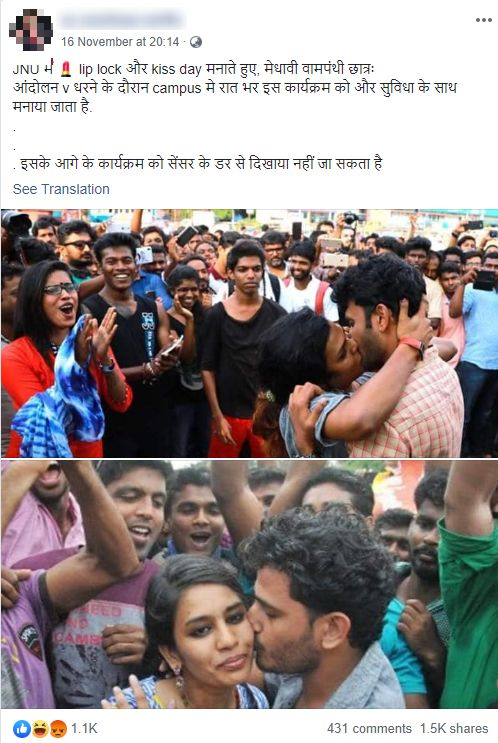 16 November at 20:14
JNU में 🚨 lip lock और kiss day मनाते हुए, मेधावी वामपंथी छात्रः
आंदोलन v धरने के दौरान campus मे रात भर इस कार्यक्रम को और सुविधा के साथ
मनाया जाता है.
.
.
. इसके आगे के कार्यक्रम को सेंसर के डर से दिखाया नहीं जा सकता है
See Translation
CAMP
1.1K 431 comments 1.5K shares